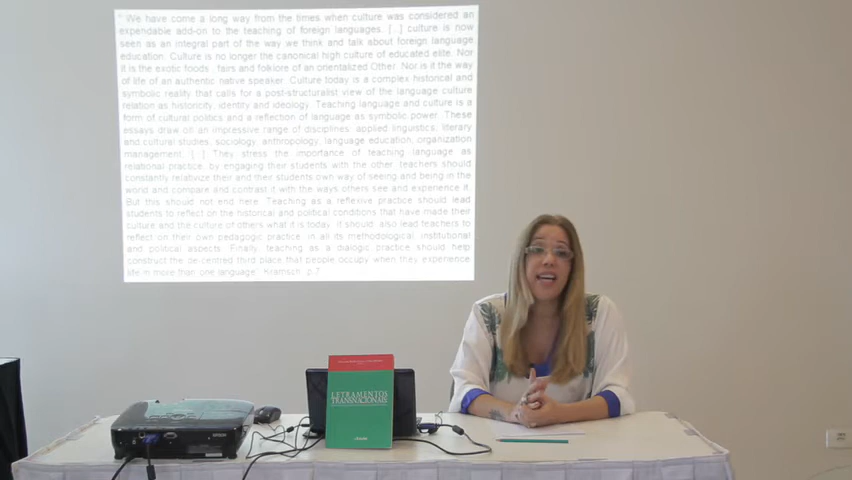 "We have come a long way from the times when culture was considered an
expendable add-on to the teaching of foreign languages. [...] culture is now
seen as an integral part of the way we think and talk about foreign language
education. Culture is no longer the canonical high culture of educated elite. Nor
it is the exotic foods, fairs and folklore of an orientalized Other. Nor is it the way
of life of an authentic native speaker. Culture today is a complex historical and
symbolic reality that calls for a post-structuralist view of the language culture
relation as historicity, identity and ideology. Teaching language and culture is a
form of cultural politics and a reflection of language as symbolic power. These
essays draw on an impressive range of disciplines: applied linguistics, literary
and cultural studies, sociology, anthropology, language education, organization
management, [...] They stress the importance of teaching language as
relational practice, by engaging their students with the other, teachers should
constantly relativize their and their students own way of seeing and being in the
world and compare and contrast it with the ways others see and experience it.
But this should not end here. Teaching as a reflexive practice should lead
students to reflect on the historical and political conditions that have made their
culture and the culture of others what it is today. It should also lead teachers to
reflect on their own pedagogic practice in all its methodological, institutional
and political aspects. Finally, teaching as a dialogic practice should help
construct the de-centred third place that people occupy when they experience
life in more than one language". Kramsch, p.7
LETRAMENTOS
TRANSNACIONAIS